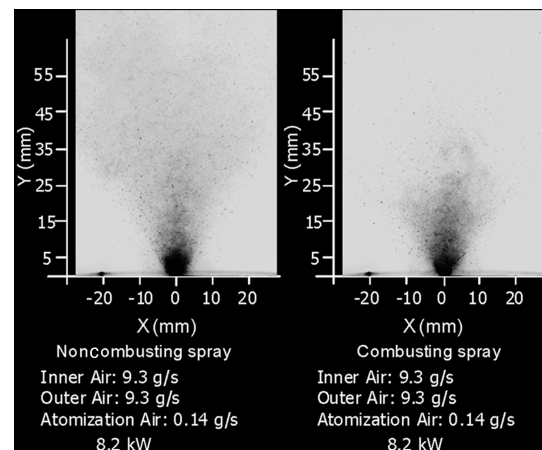 55
45
35
25
15
5
Y (mm)
-20 -10 0 10 20
X (mm)
Noncombusting spray
Inner Air: 9.3 g/s
Outer Air: 9.3 g/s
Atomization Air: 0.14 g/s
8.2 kW
55
45
35
25
15
5
Y (mm)
-20 -10 0 10 20
X (mm)
Combusting spray
Inner Air: 9.3 g/s
Outer Air: 9.3 g/s
Atomization Air: 0.14 g/s
8.2 kW